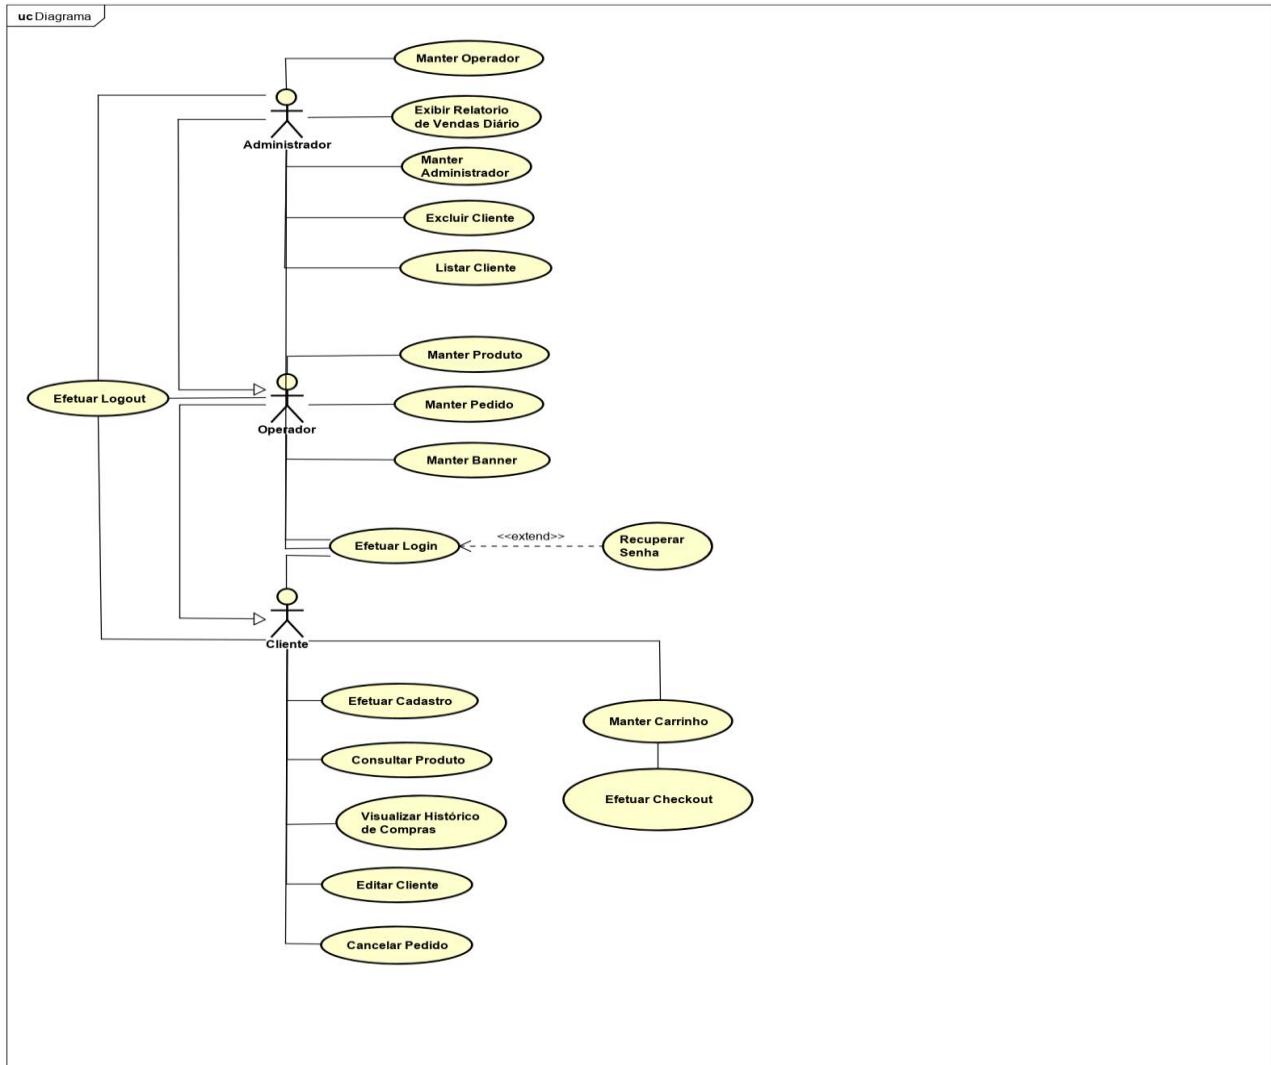 uc Diagrama
Manter Operador
Exibir Relatorio
de Vendas Diário
Administrador
Manter
Administrador
Excluir Cliente
Listar Cliente
Manter Produto
Efetuar Logout
Manter Pedido
Operador
Manter Banner
Efetuar Login
<<extend>>
Recuperar
Senha
Cliente
Efetuar Cadastro
Manter Carrinho
Consultar Produto
Efetuar Checkout
Visualizar Histórico
de Compras
Editar Cliente
Cancelar Pedido